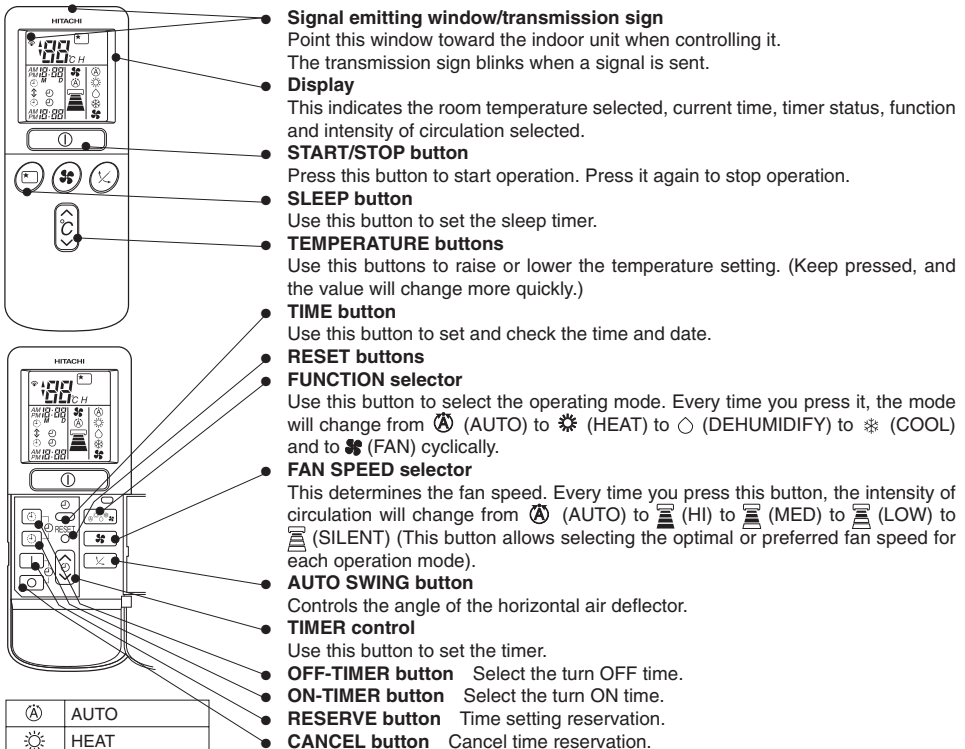 HITACHI
Signal emitting window/transmission sign
Point this window toward the indoor unit when controlling it.
The transmission sign blinks when a signal is sent.
Display
This indicates the room temperature selected, current time, timer status, function
and intensity of circulation selected.
START/STOP button
Press this button to start operation. Press it again to stop operation.
SLEEP button
Use this button to set the sleep timer.
°C
TEMPERATURE buttons
Use this buttons to raise or lower the temperature setting. (Keep pressed, and
the value will change more quickly.)
TIME button
Use this button to set and check the time and date.
HITACHI
RESET buttons
FUNCTION selector
Use this button to select the operating mode. Every time you press it, the mode
will change from (AUTO) to (HEAT) to (DEHUMIDIFY) to (COOL)
and to (FAN) cyclically.
FAN SPEED selector
This determines the fan speed. Every time you press this button, the intensity of
circulation will change from (AUTO) to (HI) to (MED) to (LOW) to
(SILENT) (This button allows selecting the optimal or preferred fan speed for
each operation mode).
RESET
AUTO SWING button
Controls the angle of the horizontal air deflector.
TIMER control
Use this button to set the timer.
OFF-TIMER button Select the turn OFF time.
ON-TIMER button Select the turn ON time.
RESERVE button Time setting reservation.
CANCEL button Cancel time reservation.
AUTO
HEAT